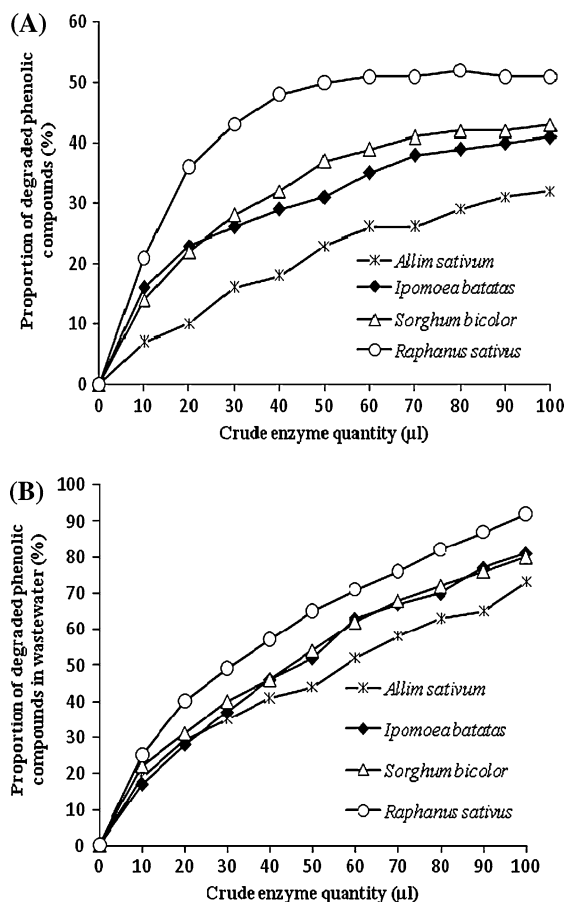 (A)
60
50
40
30
20
10
0
Proportion of degraded phenolic
compounds (%)
Allim sativum
Ipomoea batatas
Sorghum bicolor
Raphanus sativus
0 10 20 30 40 50 60 70 80 90 100
Crude enzyme quantity (µl)
(B)
100
90
80
70
60
50
40
30
20
10
0
Proportion of degraded phenolic
compounds in wastewater (%)
Allim sativum
Ipomoea batatas
Sorghum bicolor
Raphanus sativus
0 10 20 30 40 50 60 70 80 90 100
Crude enzyme quantity (µl)